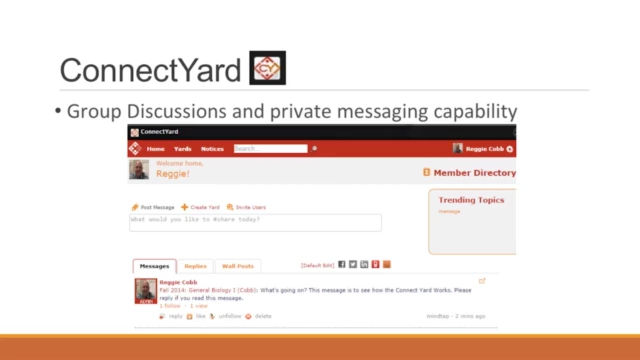 ConnectYard
CY
• Group Discussions and private messaging capability
ConnectYard
Home Yards Notices Search... Reggie Cobb
Welcome home,
Reggie!
Member Directory
Trending Topics
message
Post Message Create Yard Invite Users
What would you like to #share today?
Messages Replies Wall-Posts [Default Edit]
Reggie Cobb
Fall 2014: General Biology I (Cobb): What's going on? This message is to see how the Connect Yard Works. Please
reply if you read this message.
1 follow · 1 view
reply like unfollow delete mindtap - 2 mins ago